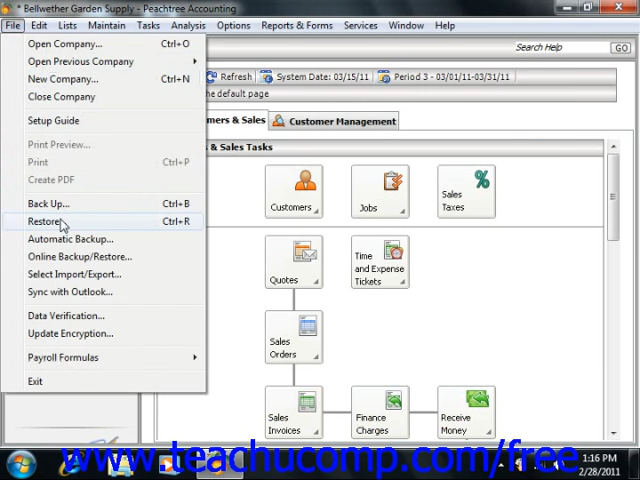 * Bellwether Garden Supply - Peachtree Accounting
File Edit Lists Maintain Tasks Analysis Options Reports & Forms Services Window Help
Open Company... Ctrl+O
Open Previous Company
New Company... Ctrl+N
Close Company
Setup Guide
Print Preview...
Print Ctrl+P
Create PDF
Back Up... Ctrl+B
Restore Ctrl+R
Automatic Backup...
Online Backup/Restore...
Select Import/Export...
Sync with Outlook...
Data Verification...
Update Encryption...
Payroll Formulas
Exit
Search Help GO
Refresh System Date: 03/15/11 Period 3 - 03/01/11-03/31/11
the default page
mers & Sales Customer Management
s & Sales Tasks
Customers
Jobs
Sales
Taxes
Quotes
Time
and Expense
Tickets
Sales
Orders
Sales
Invoices
Finance
Charges
Receive
Money
www.teachucomp.com/free
1:16 PM
2/28/2011